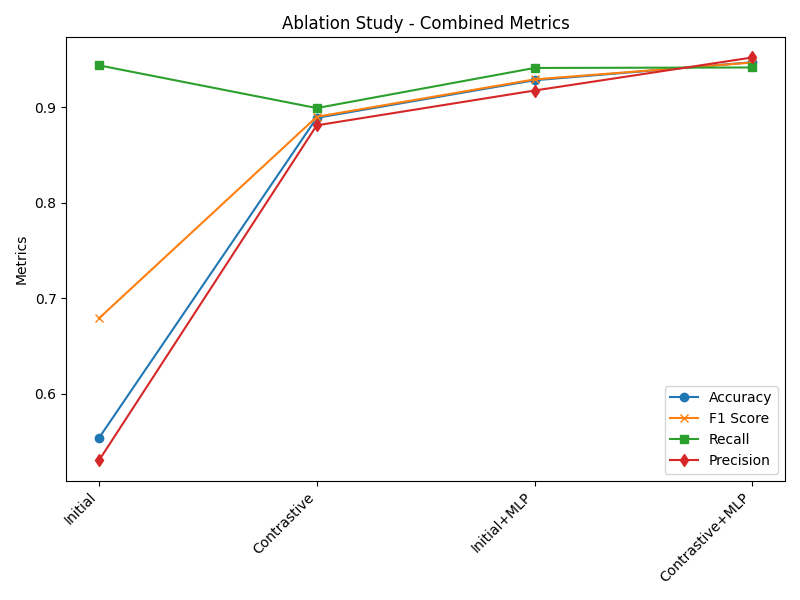 Ablation Study - Combined Metrics
Metrics
0.9
0.8
0.7
0.6
Accuracy
F1 Score
Recall
Precision
Initial
Contrastive
Initial+MLP
Contrastive+MLP